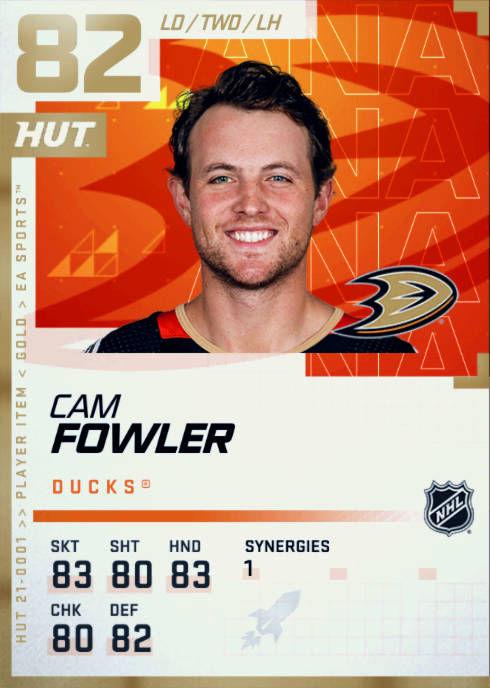 82
LD / TWD / LH
ANA
ANA
ANA
HUT
HUT 21-0001 >> PLAYER ITEM < GOLD > EA SPORTS™
CAM
FOWLER
DUCKS®
NHL
SKT SHT HND SYNERGIES
83 80 83 1
CHK DEF
80 82